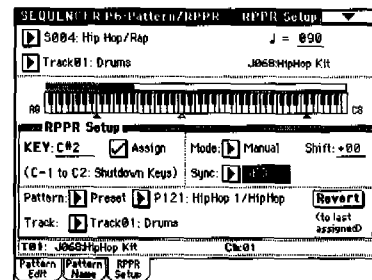 SEQUENCER P6-Pattern/RPPR RPPR Setup
S004: Hip Hop/Rap ♩ = 090
Track01: Drums J068:HipHop Kit
A0 C8
RPPR Setup
KEY: C#2 Assign Mode: Manual Shift: +00
(C-1 to C2: Shutdown Keys) Sync:
Pattern: Preset P121: HipHop 1/HipHop Revert
Track: Track01: Drums (to last
assigned)
T01: J068:HipHop Kit Ch:01
Pattern Edit Pattern Name RPPR Setup